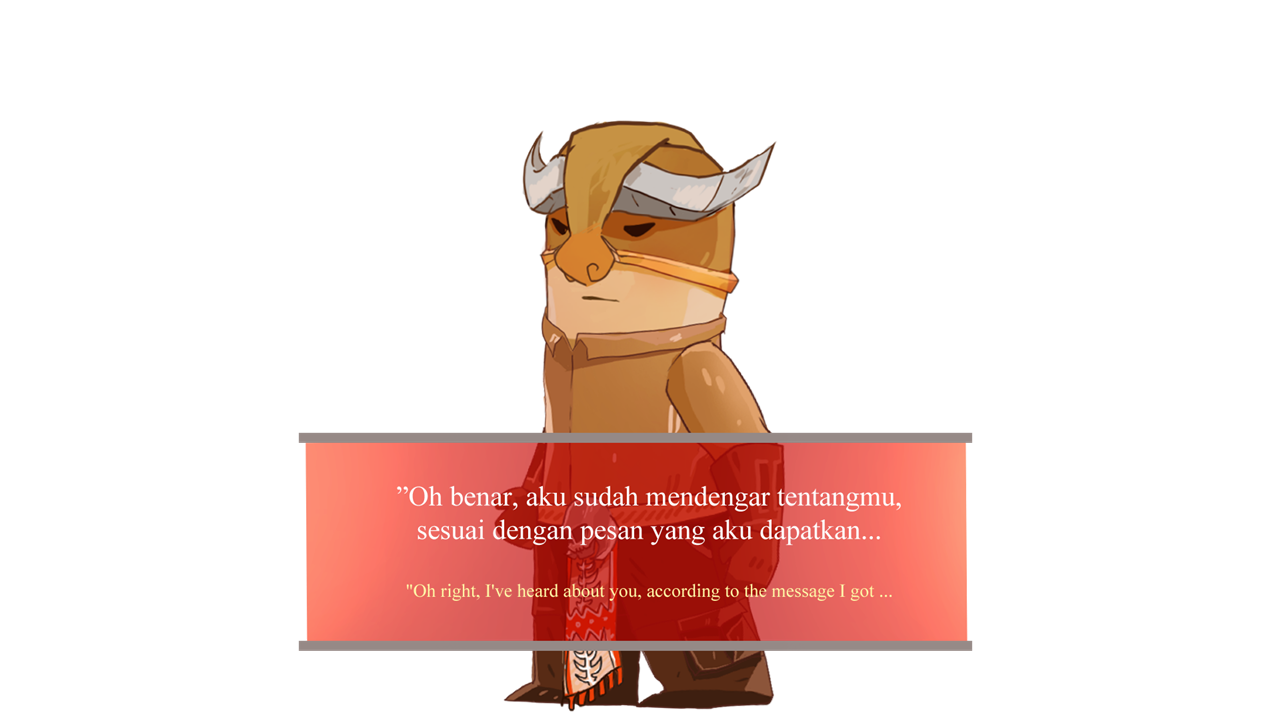 ”Oh benar, aku sudah mendengar tentangmu,
sesuai dengan pesan yang aku dapatkan...
"Oh right, I've heard about you, according to the message I got ...